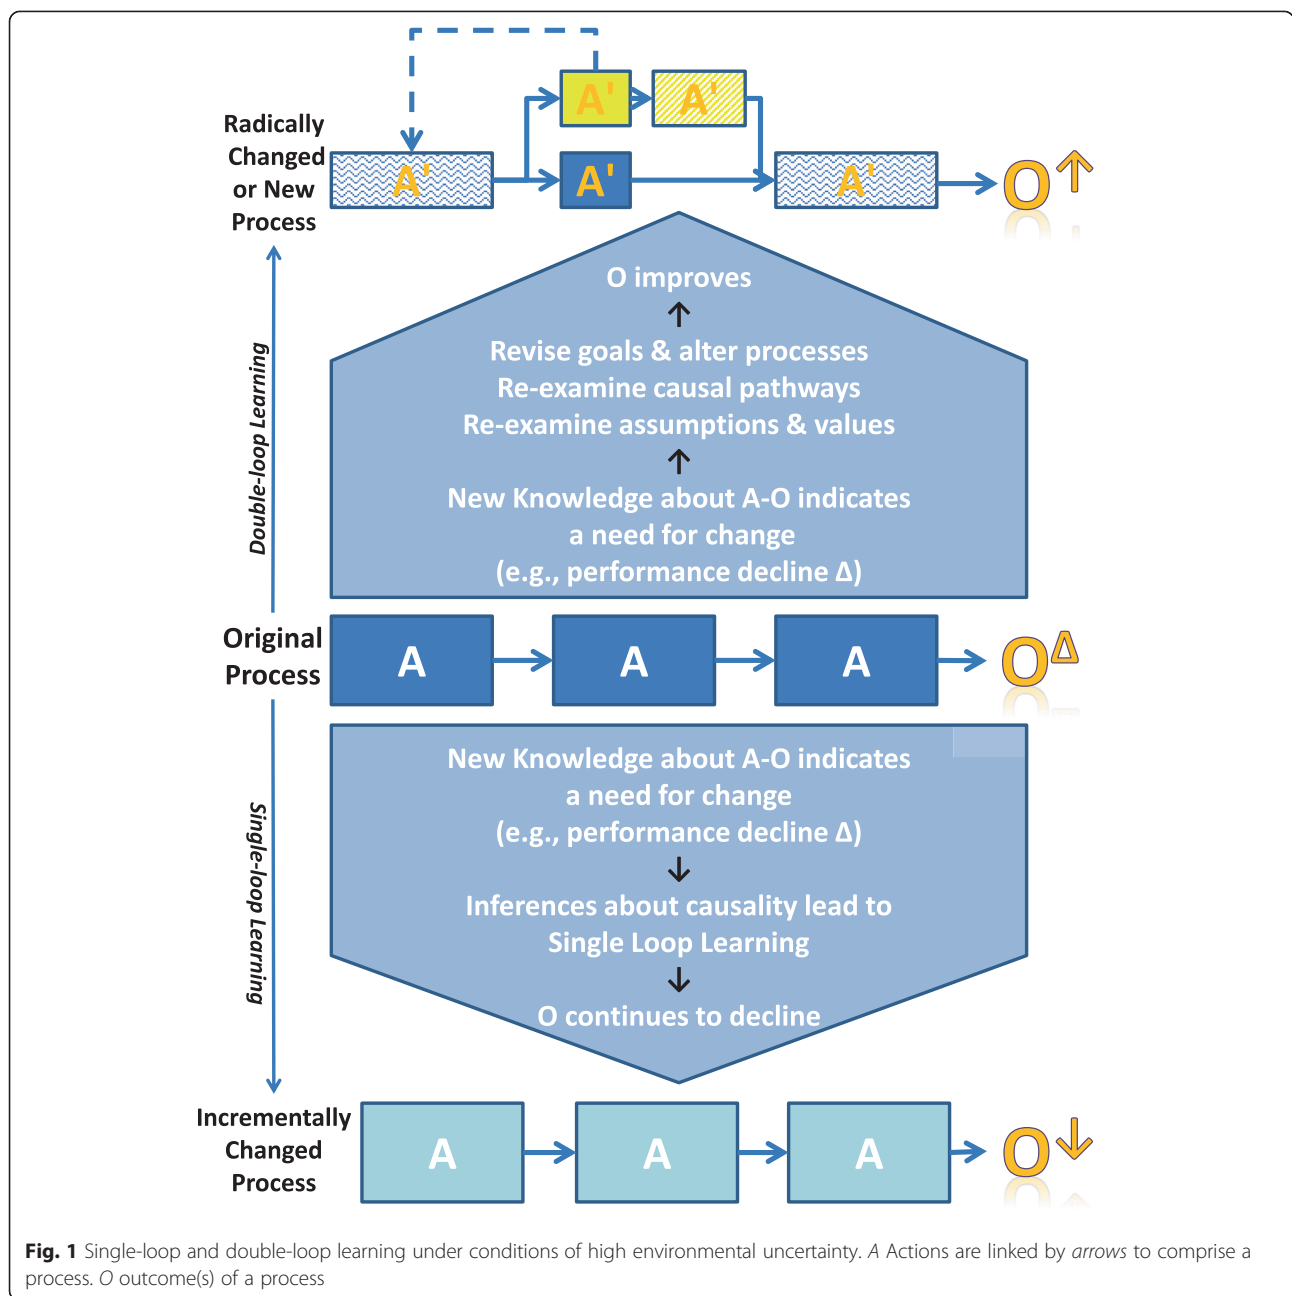 A' A'
Radically
Changed
or New
Process
A' A' A' O↑
O improves
↑
Revise goals & alter processes
Re-examine causal pathways
Re-examine assumptions & values
↑
New Knowledge about A-O indicates
a need for change
(e.g., performance decline Δ)
Double-loop Learning
Original
Process
A A A O^Δ
New Knowledge about A-O indicates
a need for change
(e.g., performance decline Δ)
↓
Inferences about causality lead to
Single Loop Learning
↓
O continues to decline
Single-loop Learning
Incrementally
Changed
Process
A A A O↓
Fig. 1 Single-loop and double-loop learning under conditions of high environmental uncertainty. A Actions are linked by arrows to comprise a
process. O outcome(s) of a process